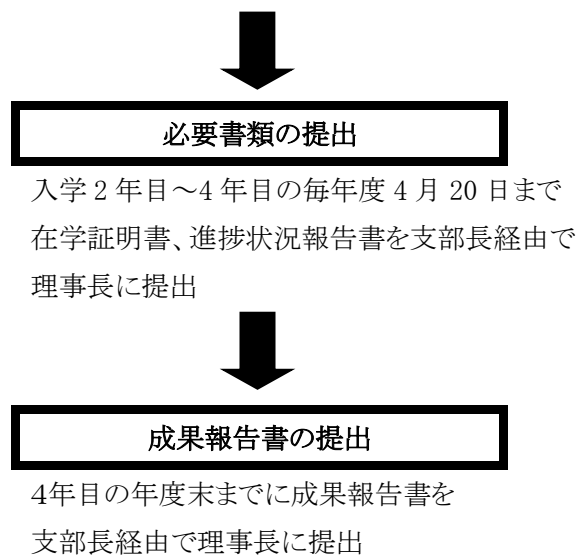 必要書類の提出
入学２年目～４年目の毎年度４月 20 日まで
在学証明書、進捗状況報告書を支部長経由で
理事長に提出
成果報告書の提出
４年目の年度末までに成果報告書を
支部長経由で理事長に提出